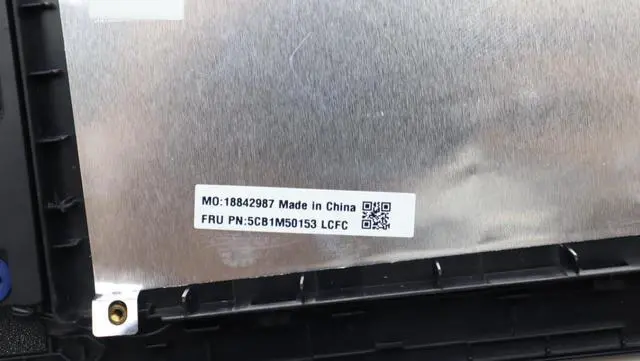 MO:18842987 Made in China
FRU PN:5CB1M50153 LCFC